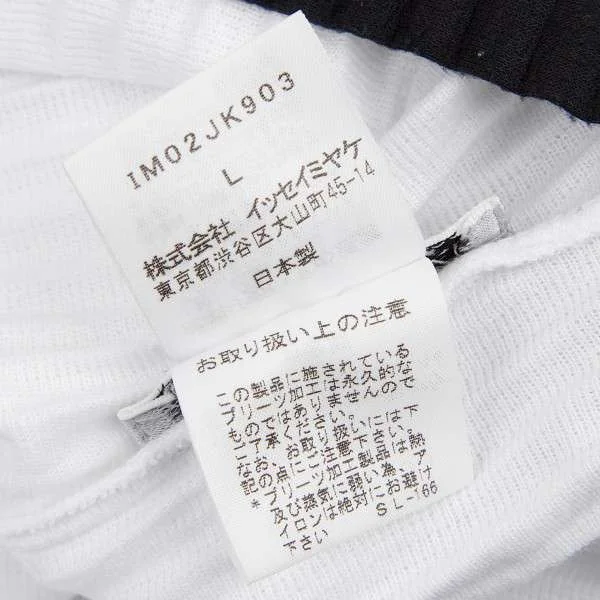 IM02JK903
L
株式会社 イッセイミヤケ
東京都渋谷区大山町45-14
日本製
お取り扱い上の注意
この製品に施されている
プリーツ加工は永久的な
ものではありませんので
ご了承ください。
なお、お取り扱いには下
記の点にご注意下さい。
*プリーツ加工製品は、熱
及び蒸気に弱い為、ア
イロンは絶対にお避け
下さい
SL-166